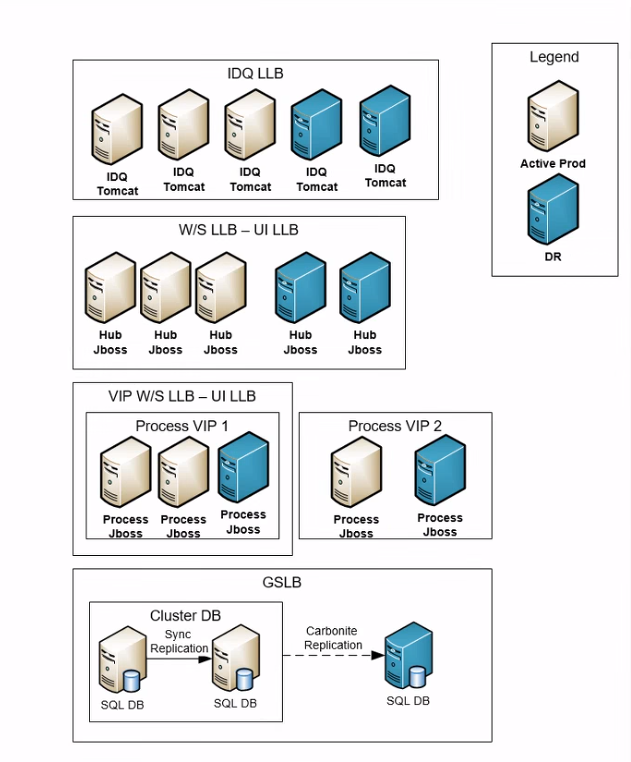 IDQ LLB
IDQ
Tomcat
IDQ
Tomcat
IDQ
Tomcat
IDQ
Tomcat
IDQ
Tomcat
Legend
Active Prod
DR
W/S LLB – UI LLB
Hub
Jboss
Hub
Jboss
Hub
Jboss
Hub
Jboss
Hub
Jboss
VIP W/S LLB – UI LLB
Process VIP 1
Process
Jboss
Process
Jboss
Process
Jboss
Process VIP 2
Process
Jboss
Process
Jboss
GSLB
Cluster DB
Sync
Replication
SQL DB
SQL DB
Carbonite
Replication
SQL DB